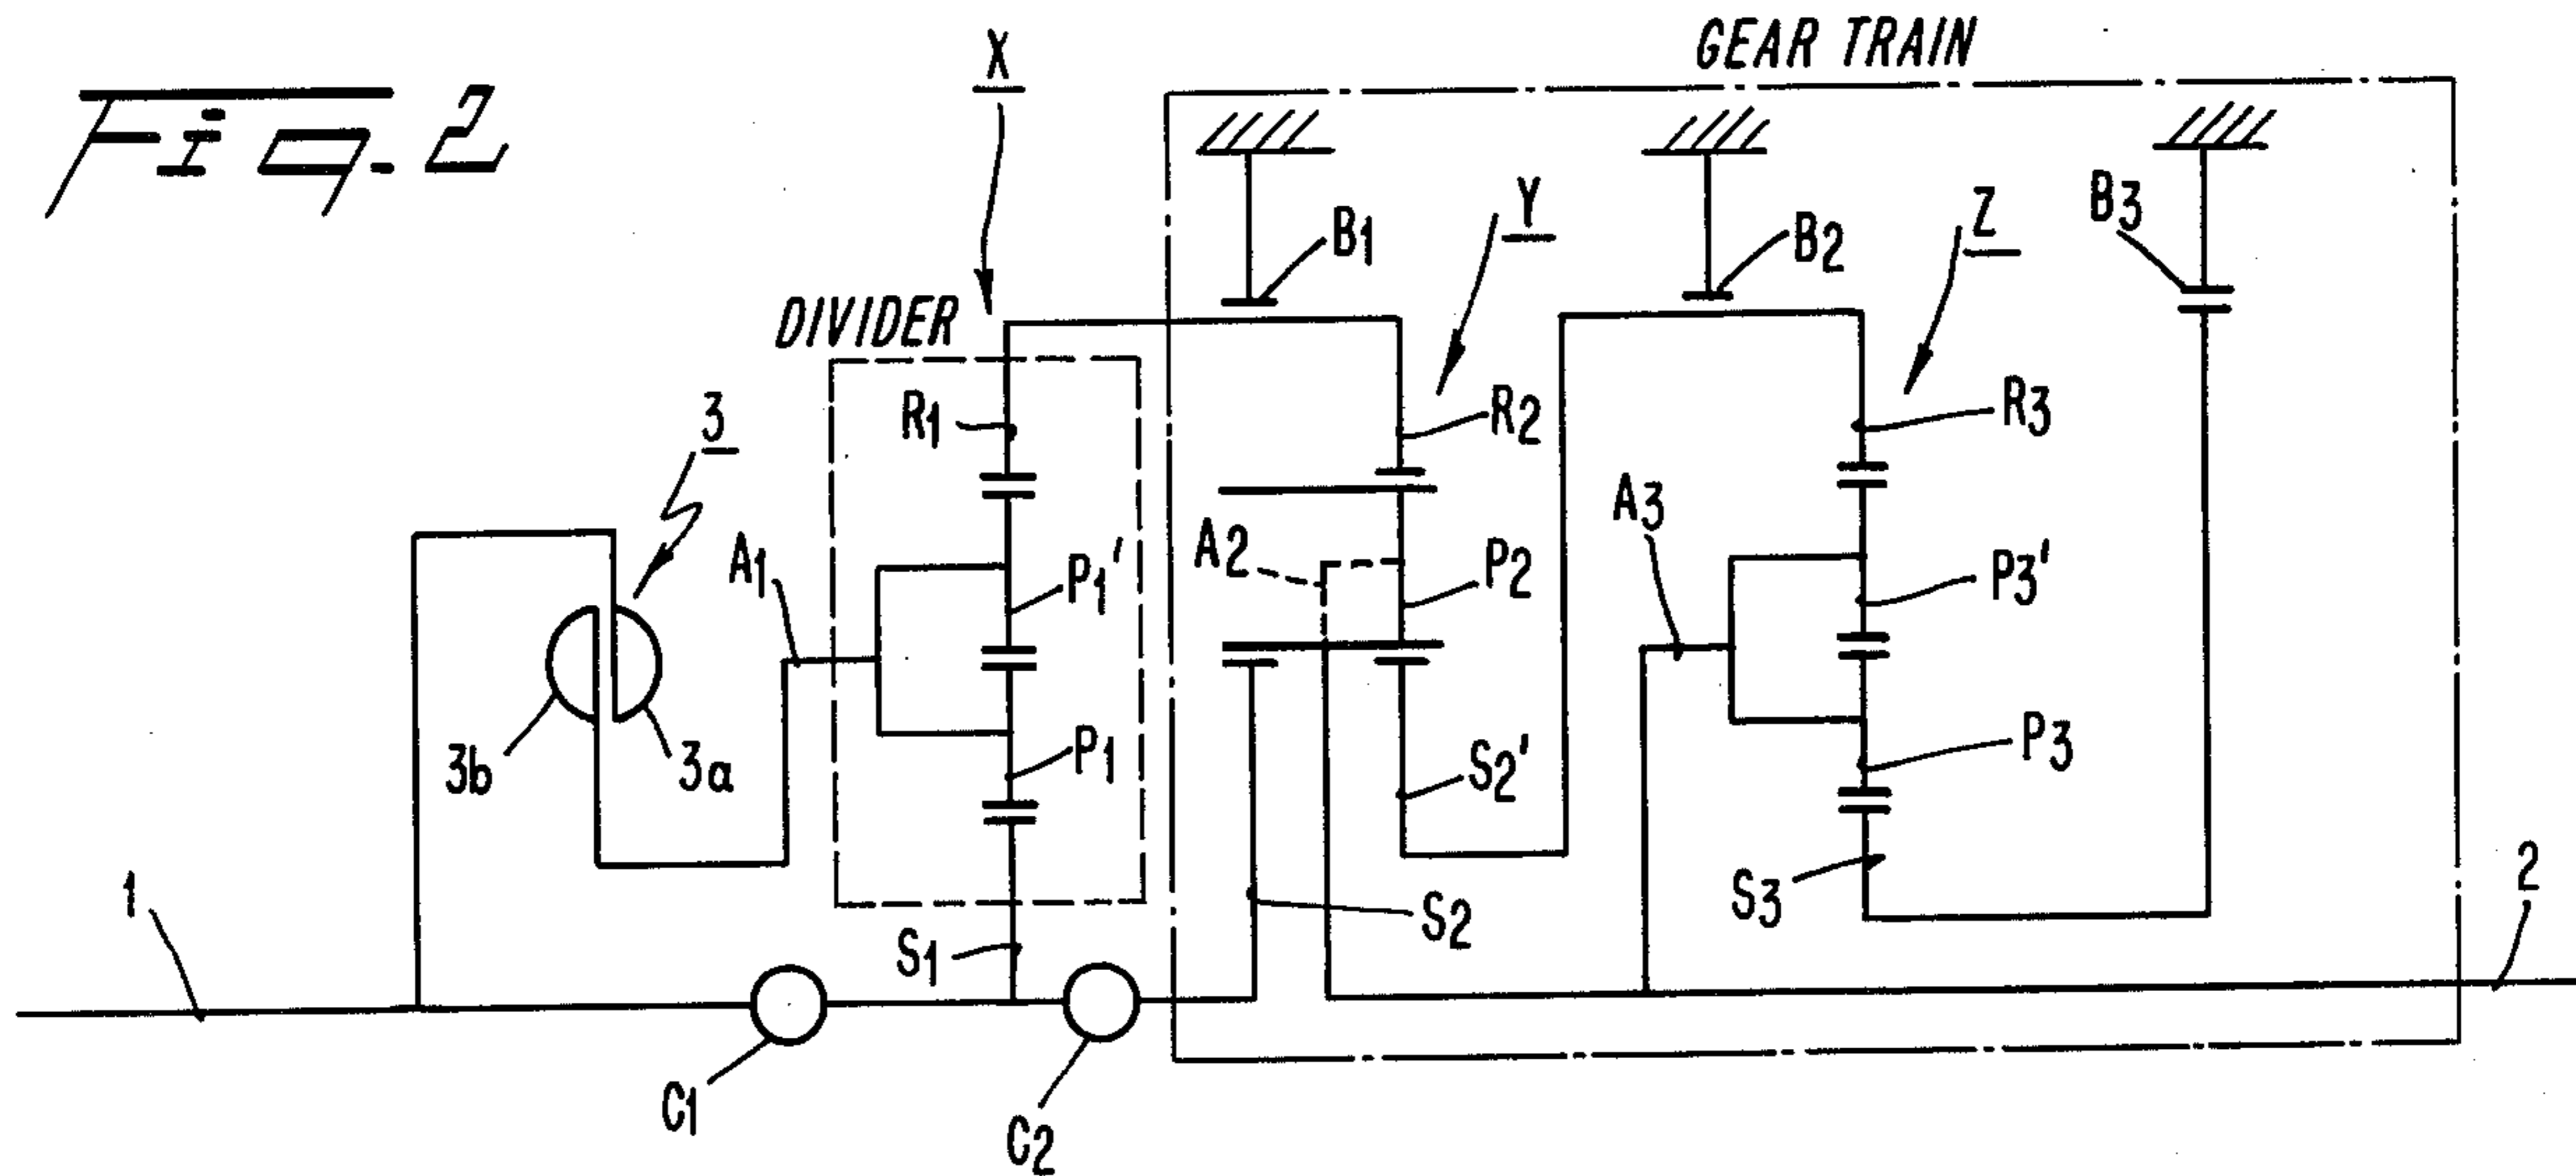 Fig. 2
GEAR TRAIN
X
B1
Y
B2
Z
B3
DIVIDER
3
R1
R2
R3
A1
A2
A3
P1'
P2
P3'
3b
3a
P1
S2'
P3
1
S1
S2
S3
2
C1
C2